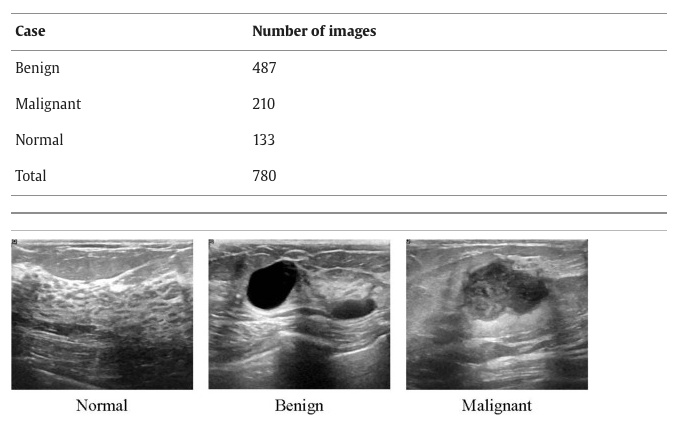 Case Number of images
Benign 487
Malignant 210
Normal 133
Total 780
Normal Benign Malignant